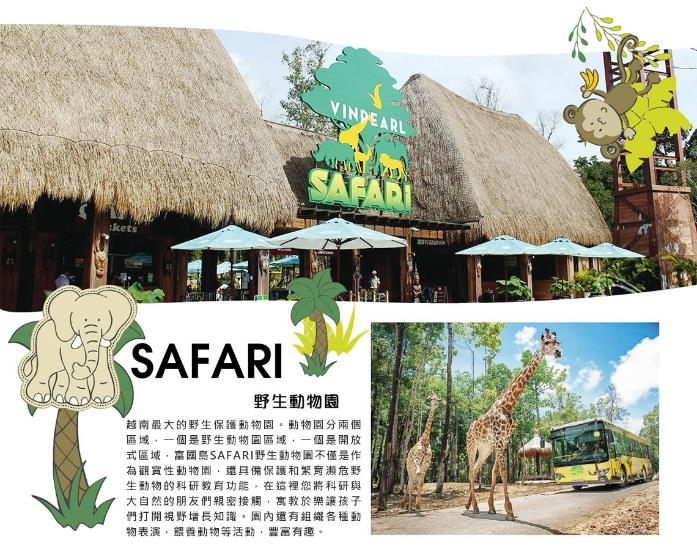 VINPEARL
SAFARI
SAFARI
野生動物園
越南最大的野生保護動物園。動物園分兩個
區域，一個是野生動物園區域，一個是開放
式區域，富國島SAFARI野生動物園不僅是作
為觀賞性動物園，還具備保護和繁育瀕危野
生動物的科研教育功能，在這裡您將科研與
大自然的朋友們親密接觸，寓教於樂讓孩子
們打開視野增長知識。園內還有組織各種動
物表演，餵養動物等活動，豐富有趣。